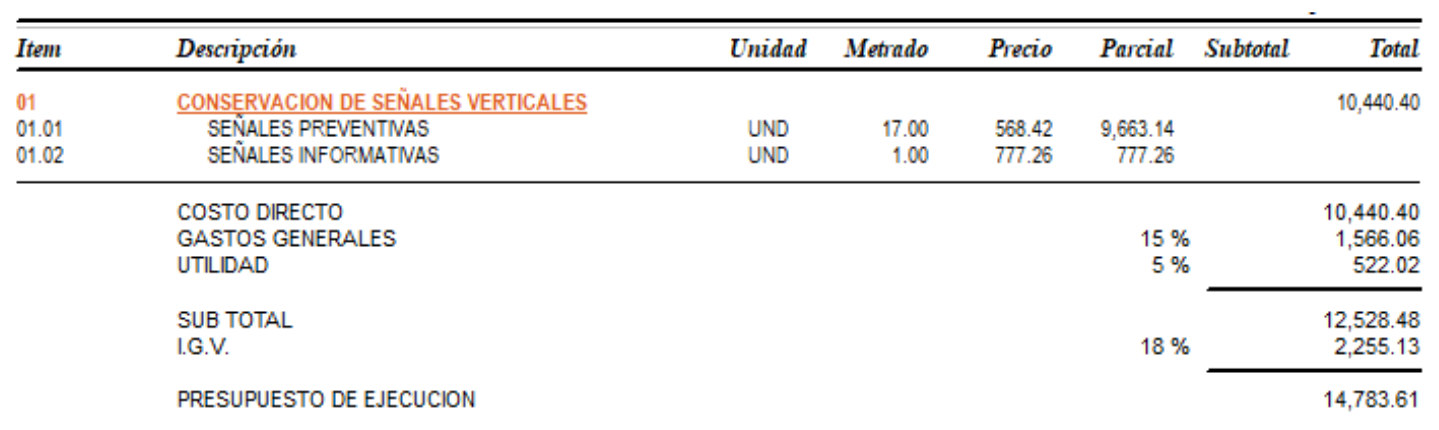 Item Descripción Unidad Metrado Precio Parcial Subtotal Total
01 CONSERVACION DE SEÑALES VERTICALES 10,440.40
01.01 SEÑALES PREVENTIVAS UND 17.00 568.42 9,663.14
01.02 SEÑALES INFORMATIVAS UND 1.00 777.26 777.26
COSTO DIRECTO 10,440.40
GASTOS GENERALES 15 % 1,566.06
UTILIDAD 5 % 522.02
SUB TOTAL 12,528.48
I.G.V. 18 % 2,255.13
PRESUPUESTO DE EJECUCION 14,783.61